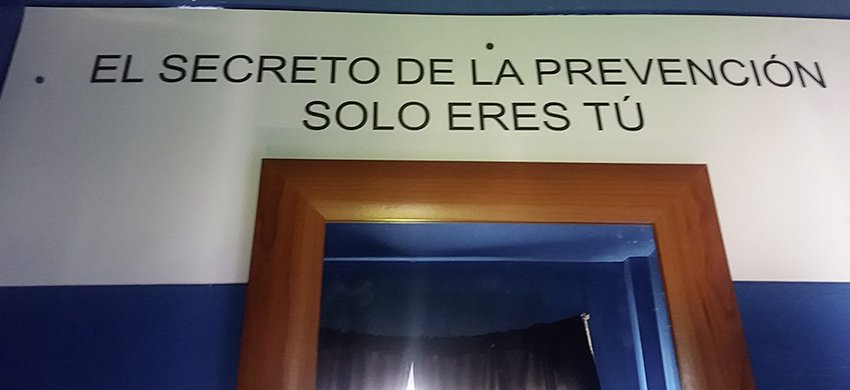 EL SECRETO DE LA PREVENCIÓN
SOLO ERES TÚ